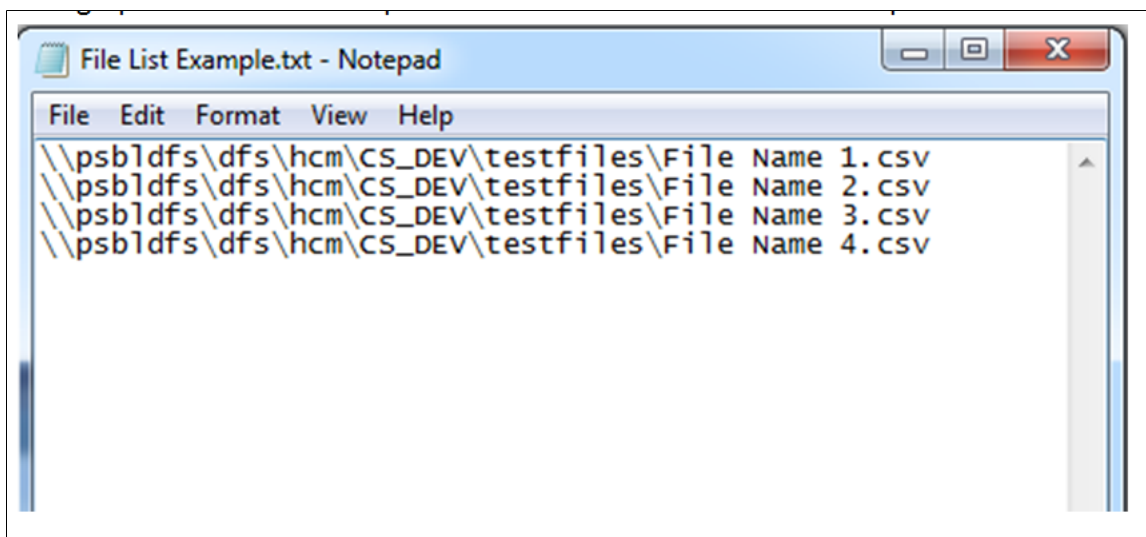 File List Example.txt - Notepad
File Edit Format View Help
\\psbldfs\dfs\hcm\CS_DEV\testfiles\File Name 1.csv
\\psbldfs\dfs\hcm\CS_DEV\testfiles\File Name 2.csv
\\psbldfs\dfs\hcm\CS_DEV\testfiles\File Name 3.csv
\\psbldfs\dfs\hcm\CS_DEV\testfiles\File Name 4.csv